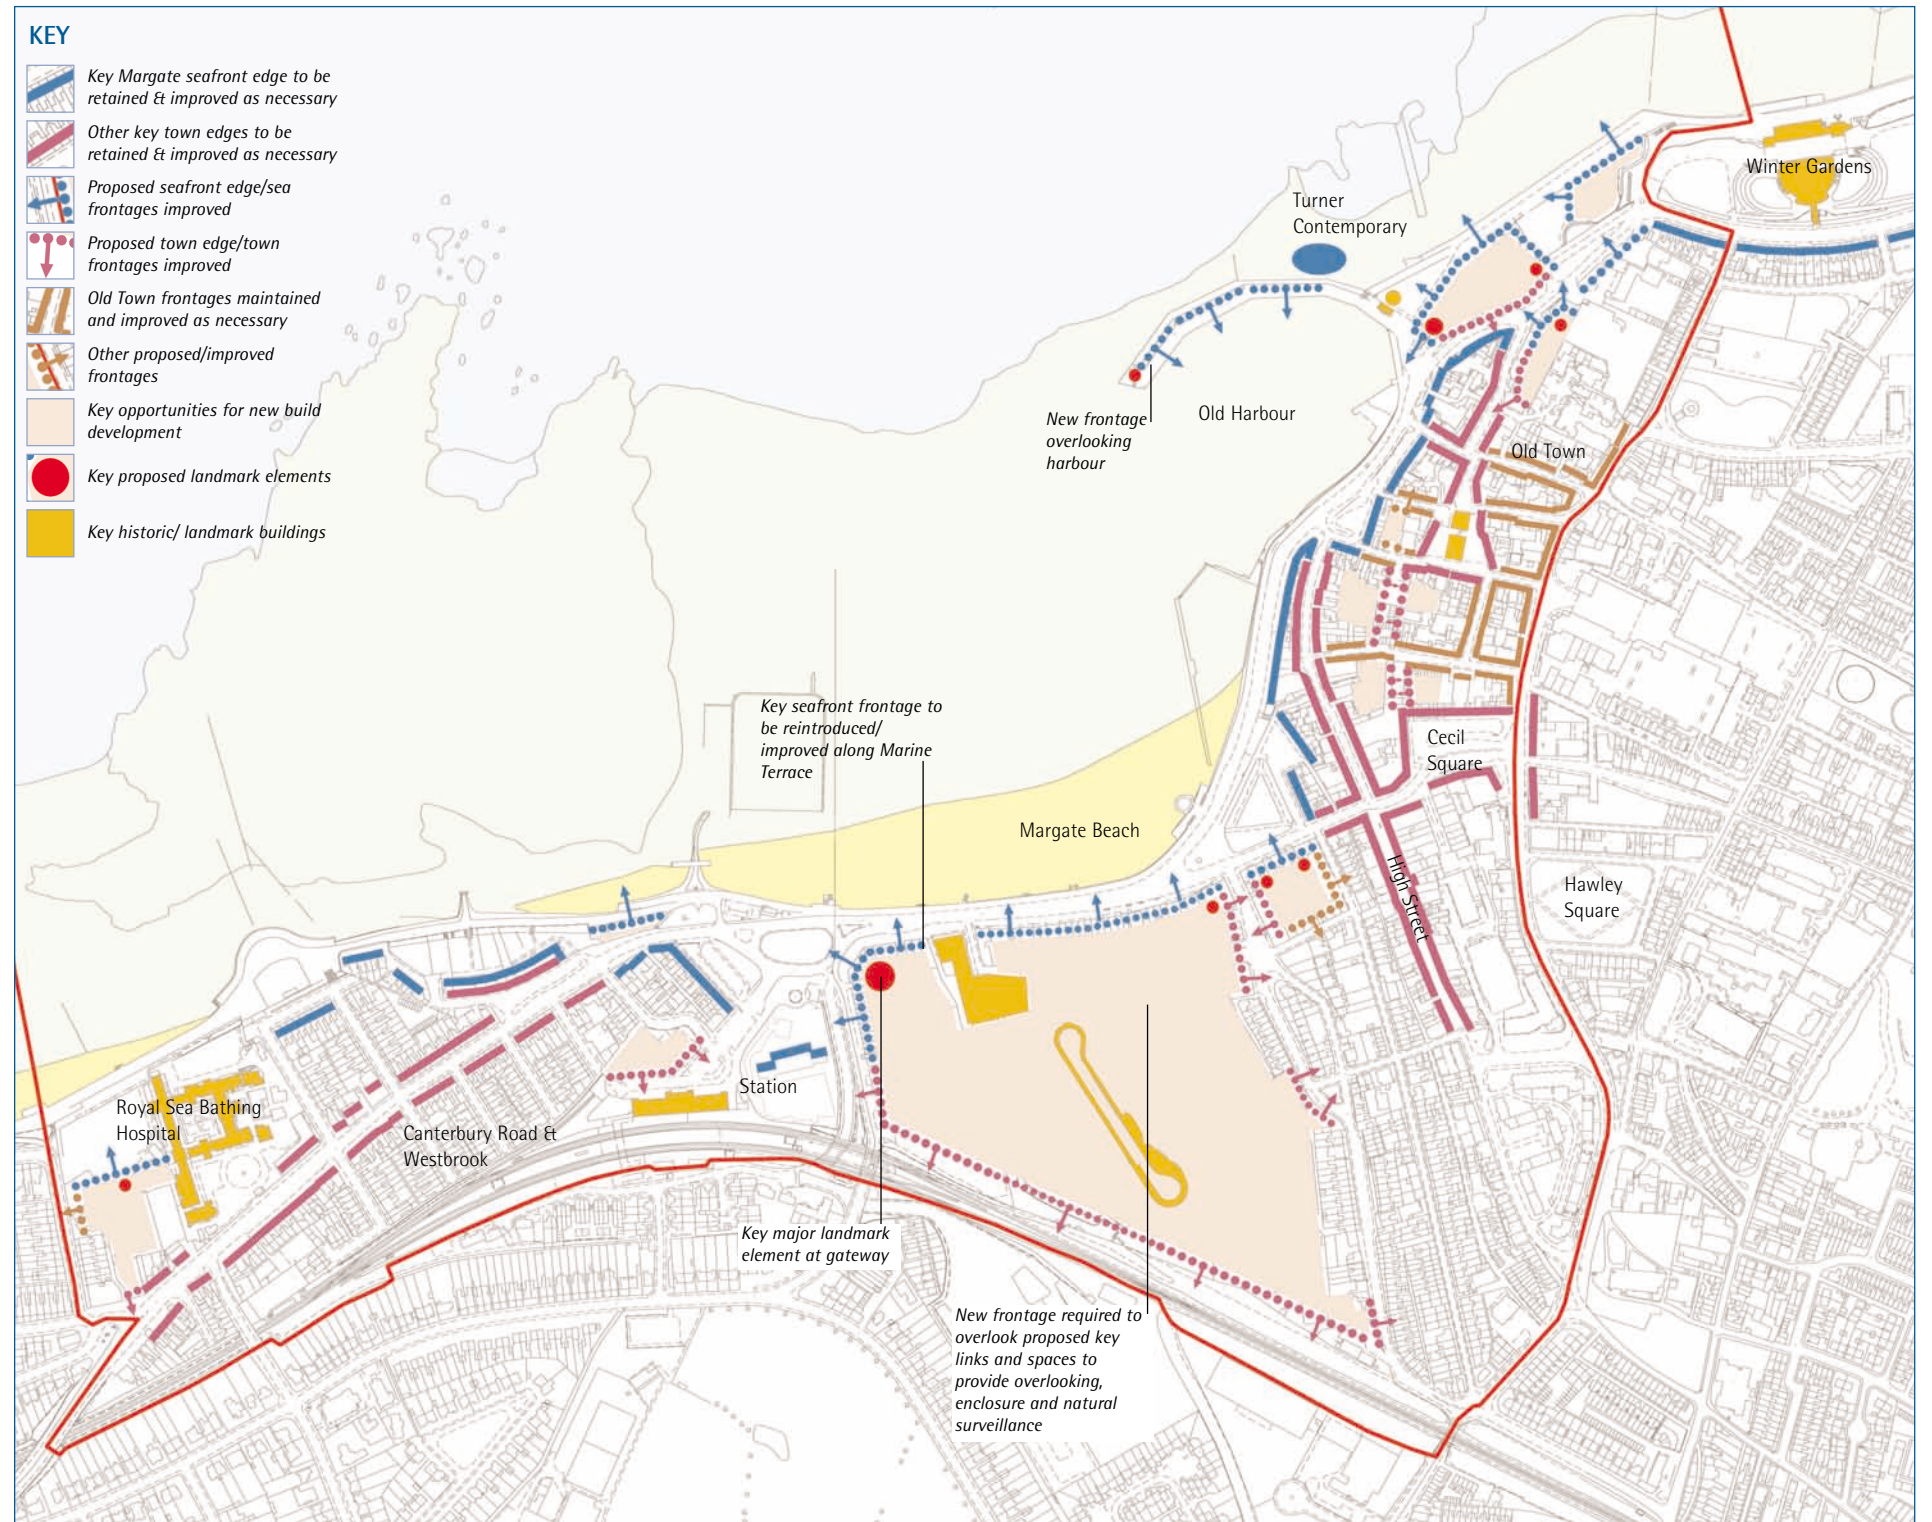 KEY
Key Margate seafront edge to be
retained & improved as necessary
Other key town edges to be
retained & improved as necessary
Proposed seafront edge/sea
frontages improved
Proposed town edge/town
frontages improved
Old Town frontages maintained
and improved as necessary
Other proposed/improved
frontages
Key opportunities for new build
development
Key proposed landmark elements
Key historic/ landmark buildings
Winter Gardens
Turner
Contemporary
New frontage
overlooking
harbour
Old Harbour
Old Town
Key seafront frontage to
be reintroduced/
improved along Marine
Terrace
Cecil
Square
Margate Beach
High Street
Hawley
Square
Station
Royal Sea Bathing
Hospital
Canterbury Road &
Westbrook
Key major landmark
element at gateway
New frontage required to
overlook proposed key
links and spaces to
provide overlooking,
enclosure and natural
surveillance